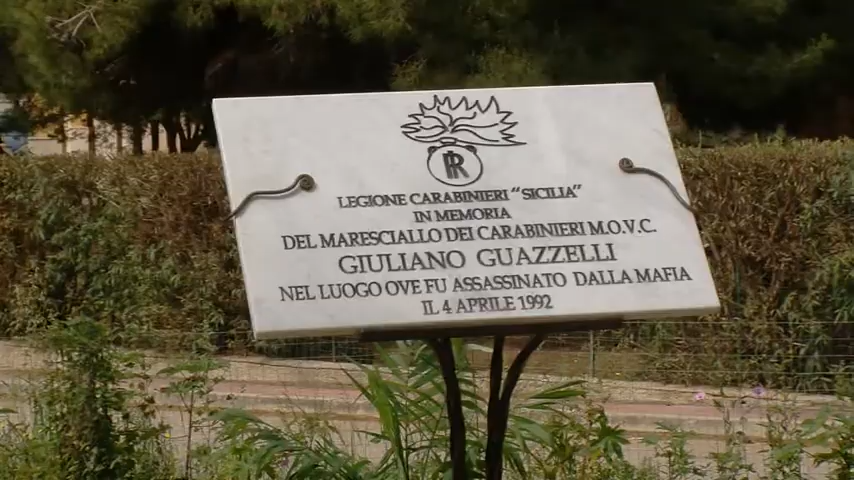 RI
LEGIONE CARABINIERI "SICILIA"
IN MEMORIA
DEL MARESCIALLO DEI CARABINIERI M.O.V.C.
GIULIANO GUAZZELLI
NEL LUOGO OVE FU ASSASSINATO DALLA MAFIA
IL 4 APRILE 1992